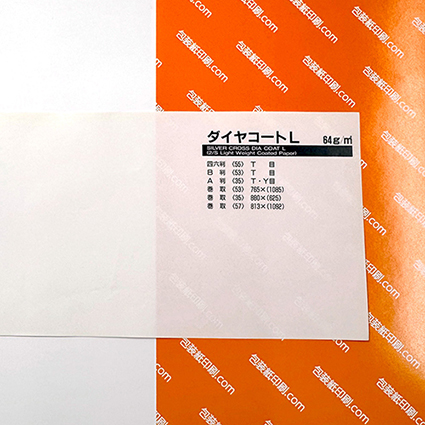 ダイヤコートL 64g/㎡
SILVER CROSS DIA COAT L
(2/S Light Weight Coated Paper)
四六判 (55) T 目
B 判 (53) T 目
A 判 (35) T・Y目
巻 取 (53) 765×(1085)
巻 取 (35) 880×(625)
巻 取 (57) 813×(1092)
包装紙印刷.com